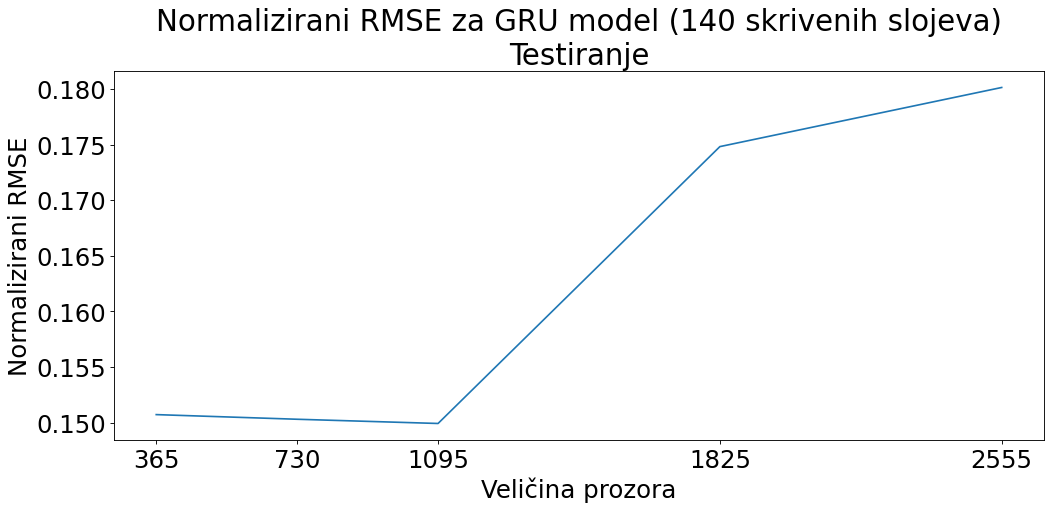 Normalizirani RMSE za GRU model (140 skrivenih slojeva)
Testiranje
Normalizirani RMSE
0.180
0.175
0.170
0.165
0.160
0.155
0.150
365 730 1095 1825 2555
Veličina prozora